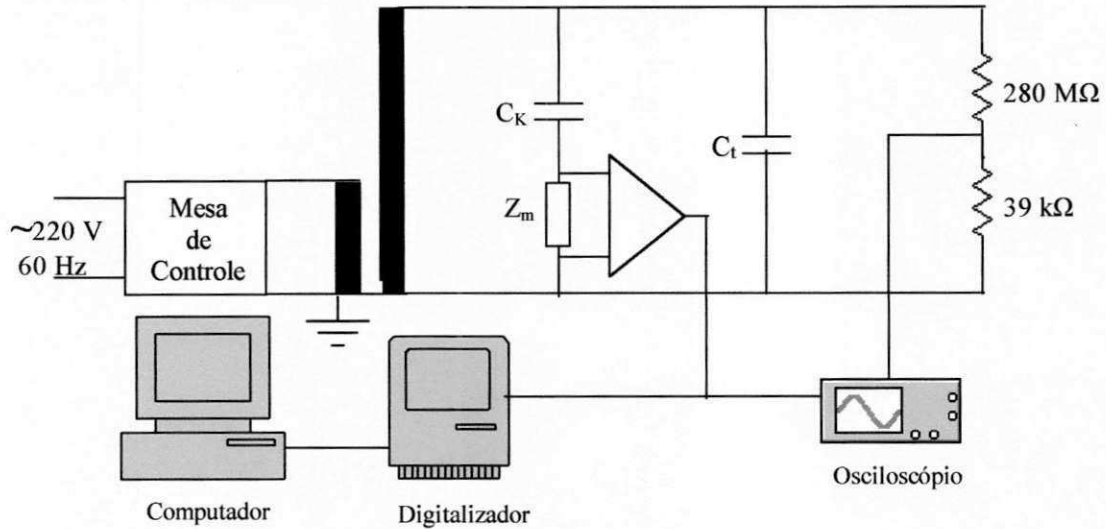 280 MΩ
C_K
C_t
Z_m
39 kΩ
~220 V
60 Hz
Mesa
de
Controle
Osciloscópio
Computador
Digitalizador